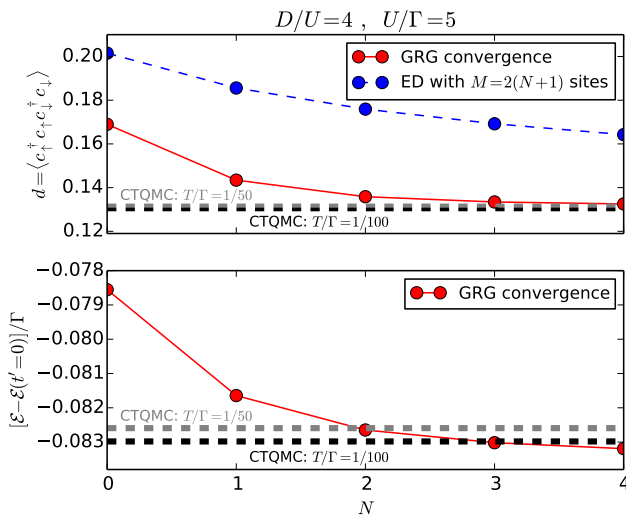 D/U=4 , U/Γ=5
d=⟨c↑† c↑ c↓† c↓⟩
0.20
0.18
0.16
0.14
0.12
GRG convergence
ED with M=2(N+1) sites
CTQMC: T/Γ=1/50
CTQMC: T/Γ=1/100
[ℰ−ℰ(t′=0)]/Γ
−0.078
−0.079
−0.080
−0.081
−0.082
−0.083
GRG convergence
CTQMC: T/Γ=1/50
CTQMC: T/Γ=1/100
0 1 2 3 4
N